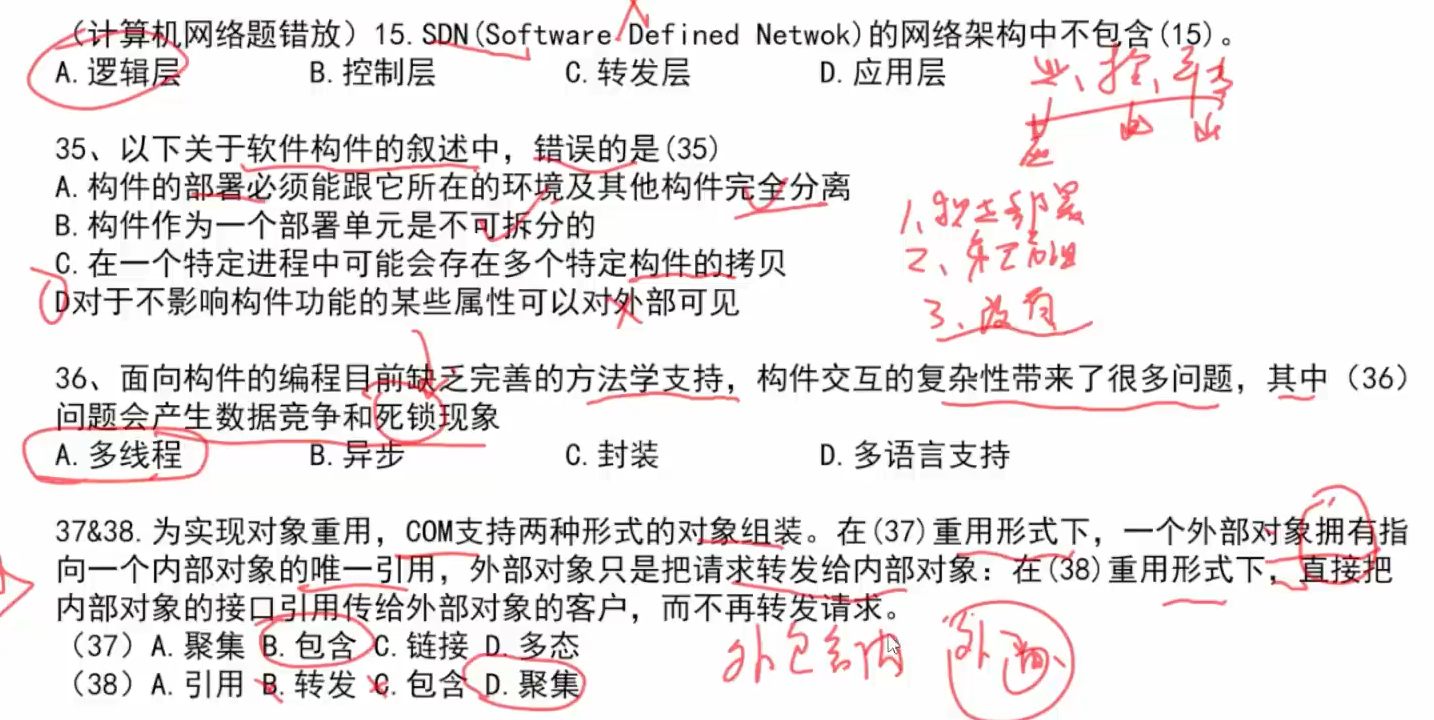 （计算机网络题错放）15.SDN(Software Defined Netwok)的网络架构中不包含(15)。
A.逻辑层 B.控制层 C.转发层 D.应用层
35、以下关于软件构件的叙述中，错误的是(35)
A.构件的部署必须能跟它所在的环境及其他构件完全分离
B.构件作为一个部署单元是不可拆分的
C.在一个特定进程中可能会存在多个特定构件的拷贝
D对于不影响构件功能的某些属性可以对外部可见
1、独立部署
3、没有
36、面向构件的编程目前缺乏完善的方法学支持，构件交互的复杂性带来了很多问题，其中（36）
问题会产生数据竞争和死锁现象
A.多线程 B.异步 C.封装 D.多语言支持
37&38.为实现对象重用，COM支持两种形式的对象组装。在(37)重用形式下，一个外部对象拥有指
向一个内部对象的唯一引用，外部对象只是把请求转发给内部对象：在(38)重用形式下，直接把
内部对象的接口引用传给外部对象的客户，而不再转发请求。
（37）A.聚集 B.包含 C.链接 D.多态
（38）A.引用 B.转发 C.包含 D.聚集
外包含内